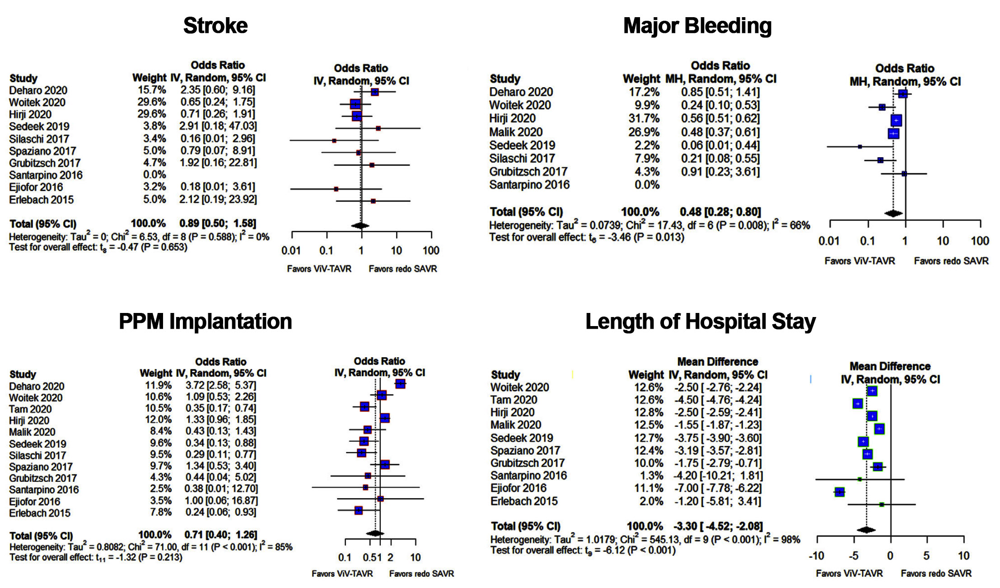 Stroke
Odds Ratio
Study Weight IV, Random, 95% CI
Deharo 2020 15.7% 2.35 [0.60; 9.16]
Woitek 2020 29.6% 0.65 [0.24; 1.75]
Hirji 2020 29.6% 0.71 [0.26; 1.91]
Sedeek 2019 3.8% 2.91 [0.18; 47.03]
Silaschi 2017 3.4% 0.16 [0.01; 2.96]
Spaziano 2017 5.0% 0.79 [0.07; 8.91]
Grubitzsch 2017 4.7% 1.92 [0.16; 22.81]
Santarpino 2016 0.0%
Ejiofor 2016 3.2% 0.18 [0.01; 3.61]
Erlebach 2015 5.0% 2.12 [0.19; 23.92]
Total (95% CI) 100.0% 0.89 [0.50; 1.58]
Heterogeneity: Tau² = 0; Chi² = 6.53, df = 8 (P = 0.588); I² = 0%
Test for overall effect: t₈ = -0.47 (P = 0.653)
Odds Ratio
IV, Random, 95% CI
0.01 0.1 1 10 100
Favors ViV-TAVR Favors redo SAVR
Major Bleeding
Odds Ratio
Study Weight MH, Random, 95% CI
Deharo 2020 17.2% 0.85 [0.51; 1.41]
Woitek 2020 9.9% 0.24 [0.10; 0.53]
Hirji 2020 31.7% 0.56 [0.51; 0.62]
Malik 2020 26.9% 0.48 [0.37; 0.61]
Sedeek 2019 2.2% 0.06 [0.01; 0.44]
Silaschi 2017 7.9% 0.21 [0.08; 0.55]
Grubitzsch 2017 4.3% 0.91 [0.23; 3.61]
Santarpino 2016 0.0%
Total (95% CI) 100.0% 0.48 [0.28; 0.80]
Heterogeneity: Tau² = 0.0739; Chi² = 17.43, df = 6 (P = 0.008); I² = 66%
Test for overall effect: t₆ = -3.46 (P = 0.013)
Odds Ratio
MH, Random, 95% CI
0.01 0.1 1 10 100
Favors ViV-TAVR Favors redo SAVR
PPM Implantation
Odds Ratio
Study Weight IV, Random, 95% CI
Deharo 2020 11.9% 3.72 [2.58; 5.37]
Woitek 2020 10.6% 1.09 [0.53; 2.26]
Tam 2020 10.5% 0.35 [0.17; 0.74]
Hirji 2020 12.0% 1.33 [0.96; 1.85]
Malik 2020 8.4% 0.43 [0.13; 1.43]
Sedeek 2019 9.6% 0.34 [0.13; 0.88]
Silaschi 2017 9.5% 0.29 [0.11; 0.77]
Spaziano 2017 9.7% 1.34 [0.53; 3.40]
Grubitzsch 2017 4.3% 0.44 [0.04; 5.02]
Santarpino 2016 2.5% 0.38 [0.01; 12.70]
Ejiofor 2016 3.5% 1.00 [0.06; 16.87]
Erlebach 2015 7.8% 0.24 [0.06; 0.93]
Total (95% CI) 100.0% 0.71 [0.40; 1.26]
Heterogeneity: Tau² = 0.8082; Chi² = 71.00, df = 11 (P < 0.001); I² = 85%
Test for overall effect: t₁₁ = -1.32 (P = 0.213)
Odds Ratio
IV, Random, 95% CI
0.1 0.5 1 2 10
Favors ViV-TAVR Favors redo SAVR
Length of Hospital Stay
Mean Difference
Study Weight IV, Random, 95% CI
Woitek 2020 12.6% -2.50 [ -2.76; -2.24]
Tam 2020 12.6% -4.50 [ -4.76; -4.24]
Hirji 2020 12.8% -2.50 [ -2.59; -2.41]
Malik 2020 12.5% -1.55 [ -1.87; -1.23]
Sedeek 2019 12.7% -3.75 [ -3.90; -3.60]
Spaziano 2017 12.4% -3.19 [ -3.57; -2.81]
Grubitzsch 2017 10.0% -1.75 [ -2.79; -0.71]
Santarpino 2016 1.3% -4.20 [-10.21; 1.81]
Ejiofor 2016 11.1% -7.00 [ -7.78; -6.22]
Erlebach 2015 2.0% -1.20 [ -5.81; 3.41]
Total (95% CI) 100.0% -3.30 [ -4.52; -2.08]
Heterogeneity: Tau² = 1.0179; Chi² = 545.13, df = 9 (P < 0.001); I² = 98%
Test for overall effect: t₉ = -6.12 (P < 0.001)
Mean Difference
IV, Random, 95% CI
-10 -5 0 5 10
Favors ViV-TAVR Favors redo SAVR